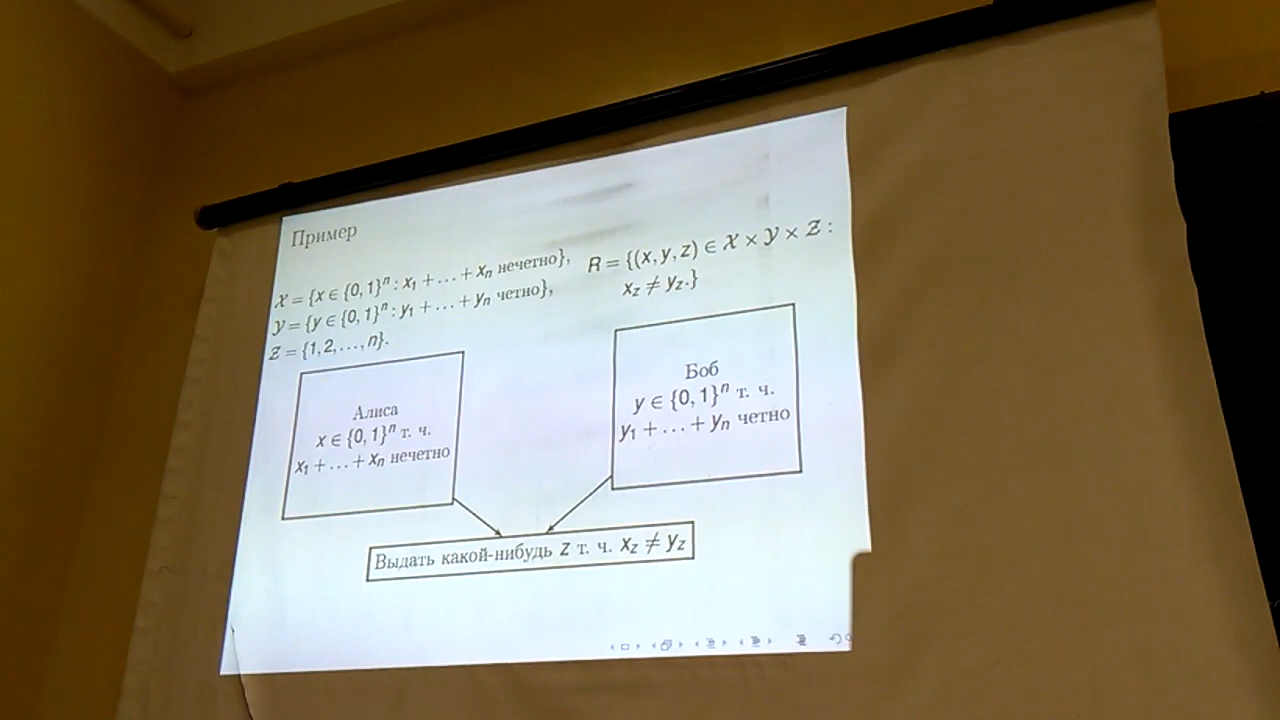 Пример
𝒳 = {x ∈ {0, 1}ⁿ : x₁ + … + xₙ нечетно},
𝒴 = {y ∈ {0, 1}ⁿ : y₁ + … + yₙ четно},
𝒵 = {1, 2, …, n}.
R = {(x, y, z) ∈ 𝒳 × 𝒴 × 𝒵 :
x_z ≠ y_z.}
Алиса
x ∈ {0, 1}ⁿ т. ч.
x₁ + … + xₙ нечетно
Боб
y ∈ {0, 1}ⁿ т. ч.
y₁ + … + yₙ четно
Выдать какой-нибудь z т. ч. x_z ≠ y_z